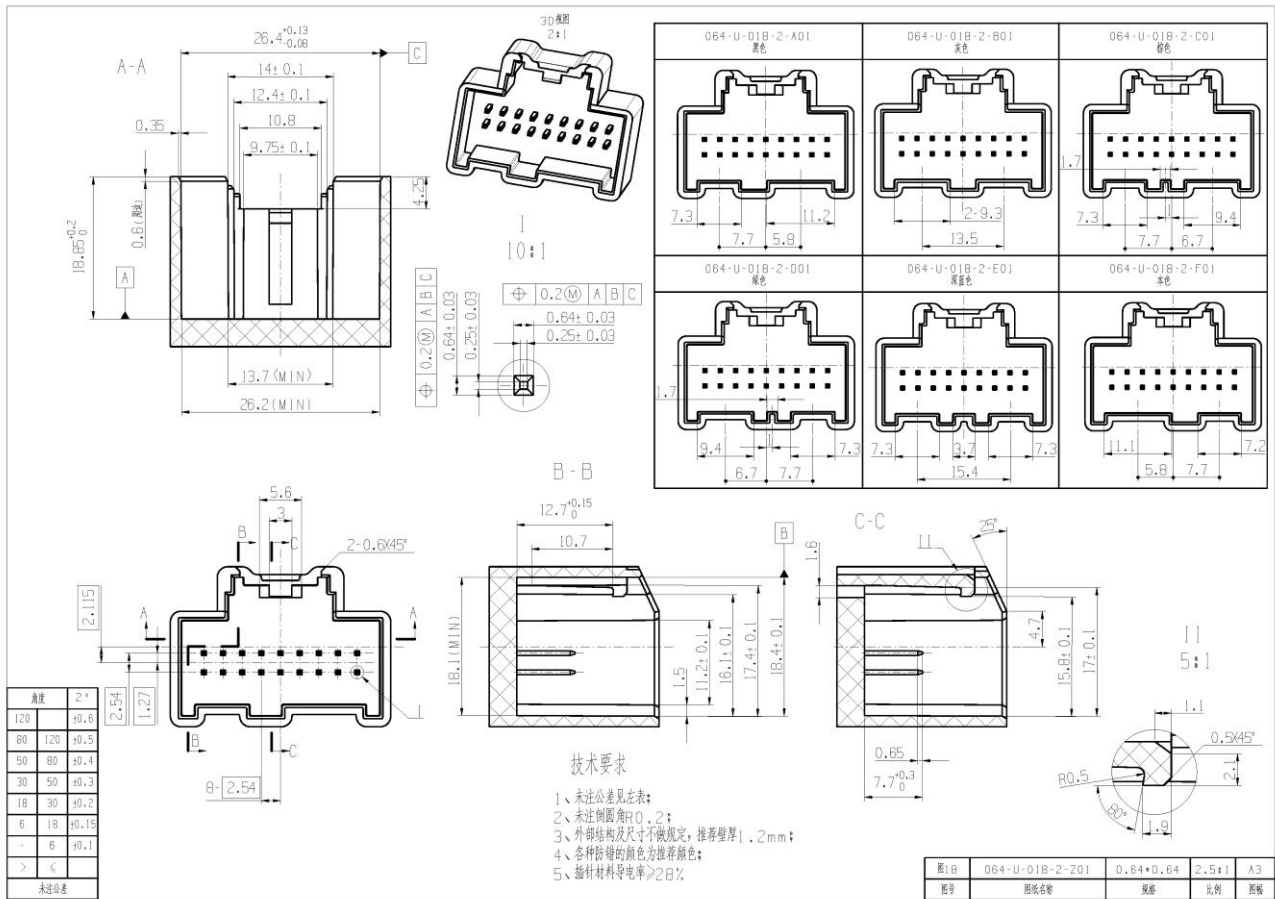 A-A
26.4+0.13-0.08
C
14±0.1
12.4±0.1
10.8
9.75±0.1
0.35
4.25
18.85+0.2 0
0.6(周边)
A
13.7(MIN)
26.2(MIN)
3D视图
2:1
I
10:1
⌖ 0.2Ⓜ A B C
0.64±0.03
0.25±0.03
⌖ 0.2Ⓜ A B C
0.64±0.03
0.25±0.03
064-U-018-2-A01
黑色
7.3
11.2
7.7
5.8
064-U-018-2-B01
灰色
2-9.3
13.5
064-U-018-2-C01
棕色
1.7
7.3
9.4
7.7
6.7
064-U-018-2-D01
绿色
1.7
9.4
7.3
6.7
7.7
064-U-018-2-E01
深蓝色
7.3
3.7
7.3
15.4
064-U-018-2-F01
本色
11.1
7.2
5.8
7.7
5.6
3
B
C
2-0.6X45°
2.115
A
A
2.54
1.27
I
B
C
8-2.54
B-B
12.7+0.15 0
10.7
B
18.1(MIN)
1.5
11.2±0.1
16.1±0.1
17.4±0.1
18.4±0.1
C-C
25°
II
1.6
4.7
15.8±0.1
17±0.1
0.65
7.7+0.3 0
II
5:1
1.1
0.5X45°
R0.5
2.1
80°
1.9
角度 2°
120 ±0.6
80 120 ±0.5
50 80 ±0.4
30 50 ±0.3
18 30 ±0.2
6 18 ±0.15
- 6 ±0.1
> ≤
未注公差
技术要求
1、未注公差见左表;
2、未注倒圆角R0.2;
3、外部结构及尺寸不做规定,推荐壁厚1.2mm;
4、各种防错的颜色为推荐颜色;
5、插针材料导电率≥28%
图18 064-U-018-2-Z01 0.64*0.64 2.5:1 A3
图号 图纸名称 规格 比例 图幅